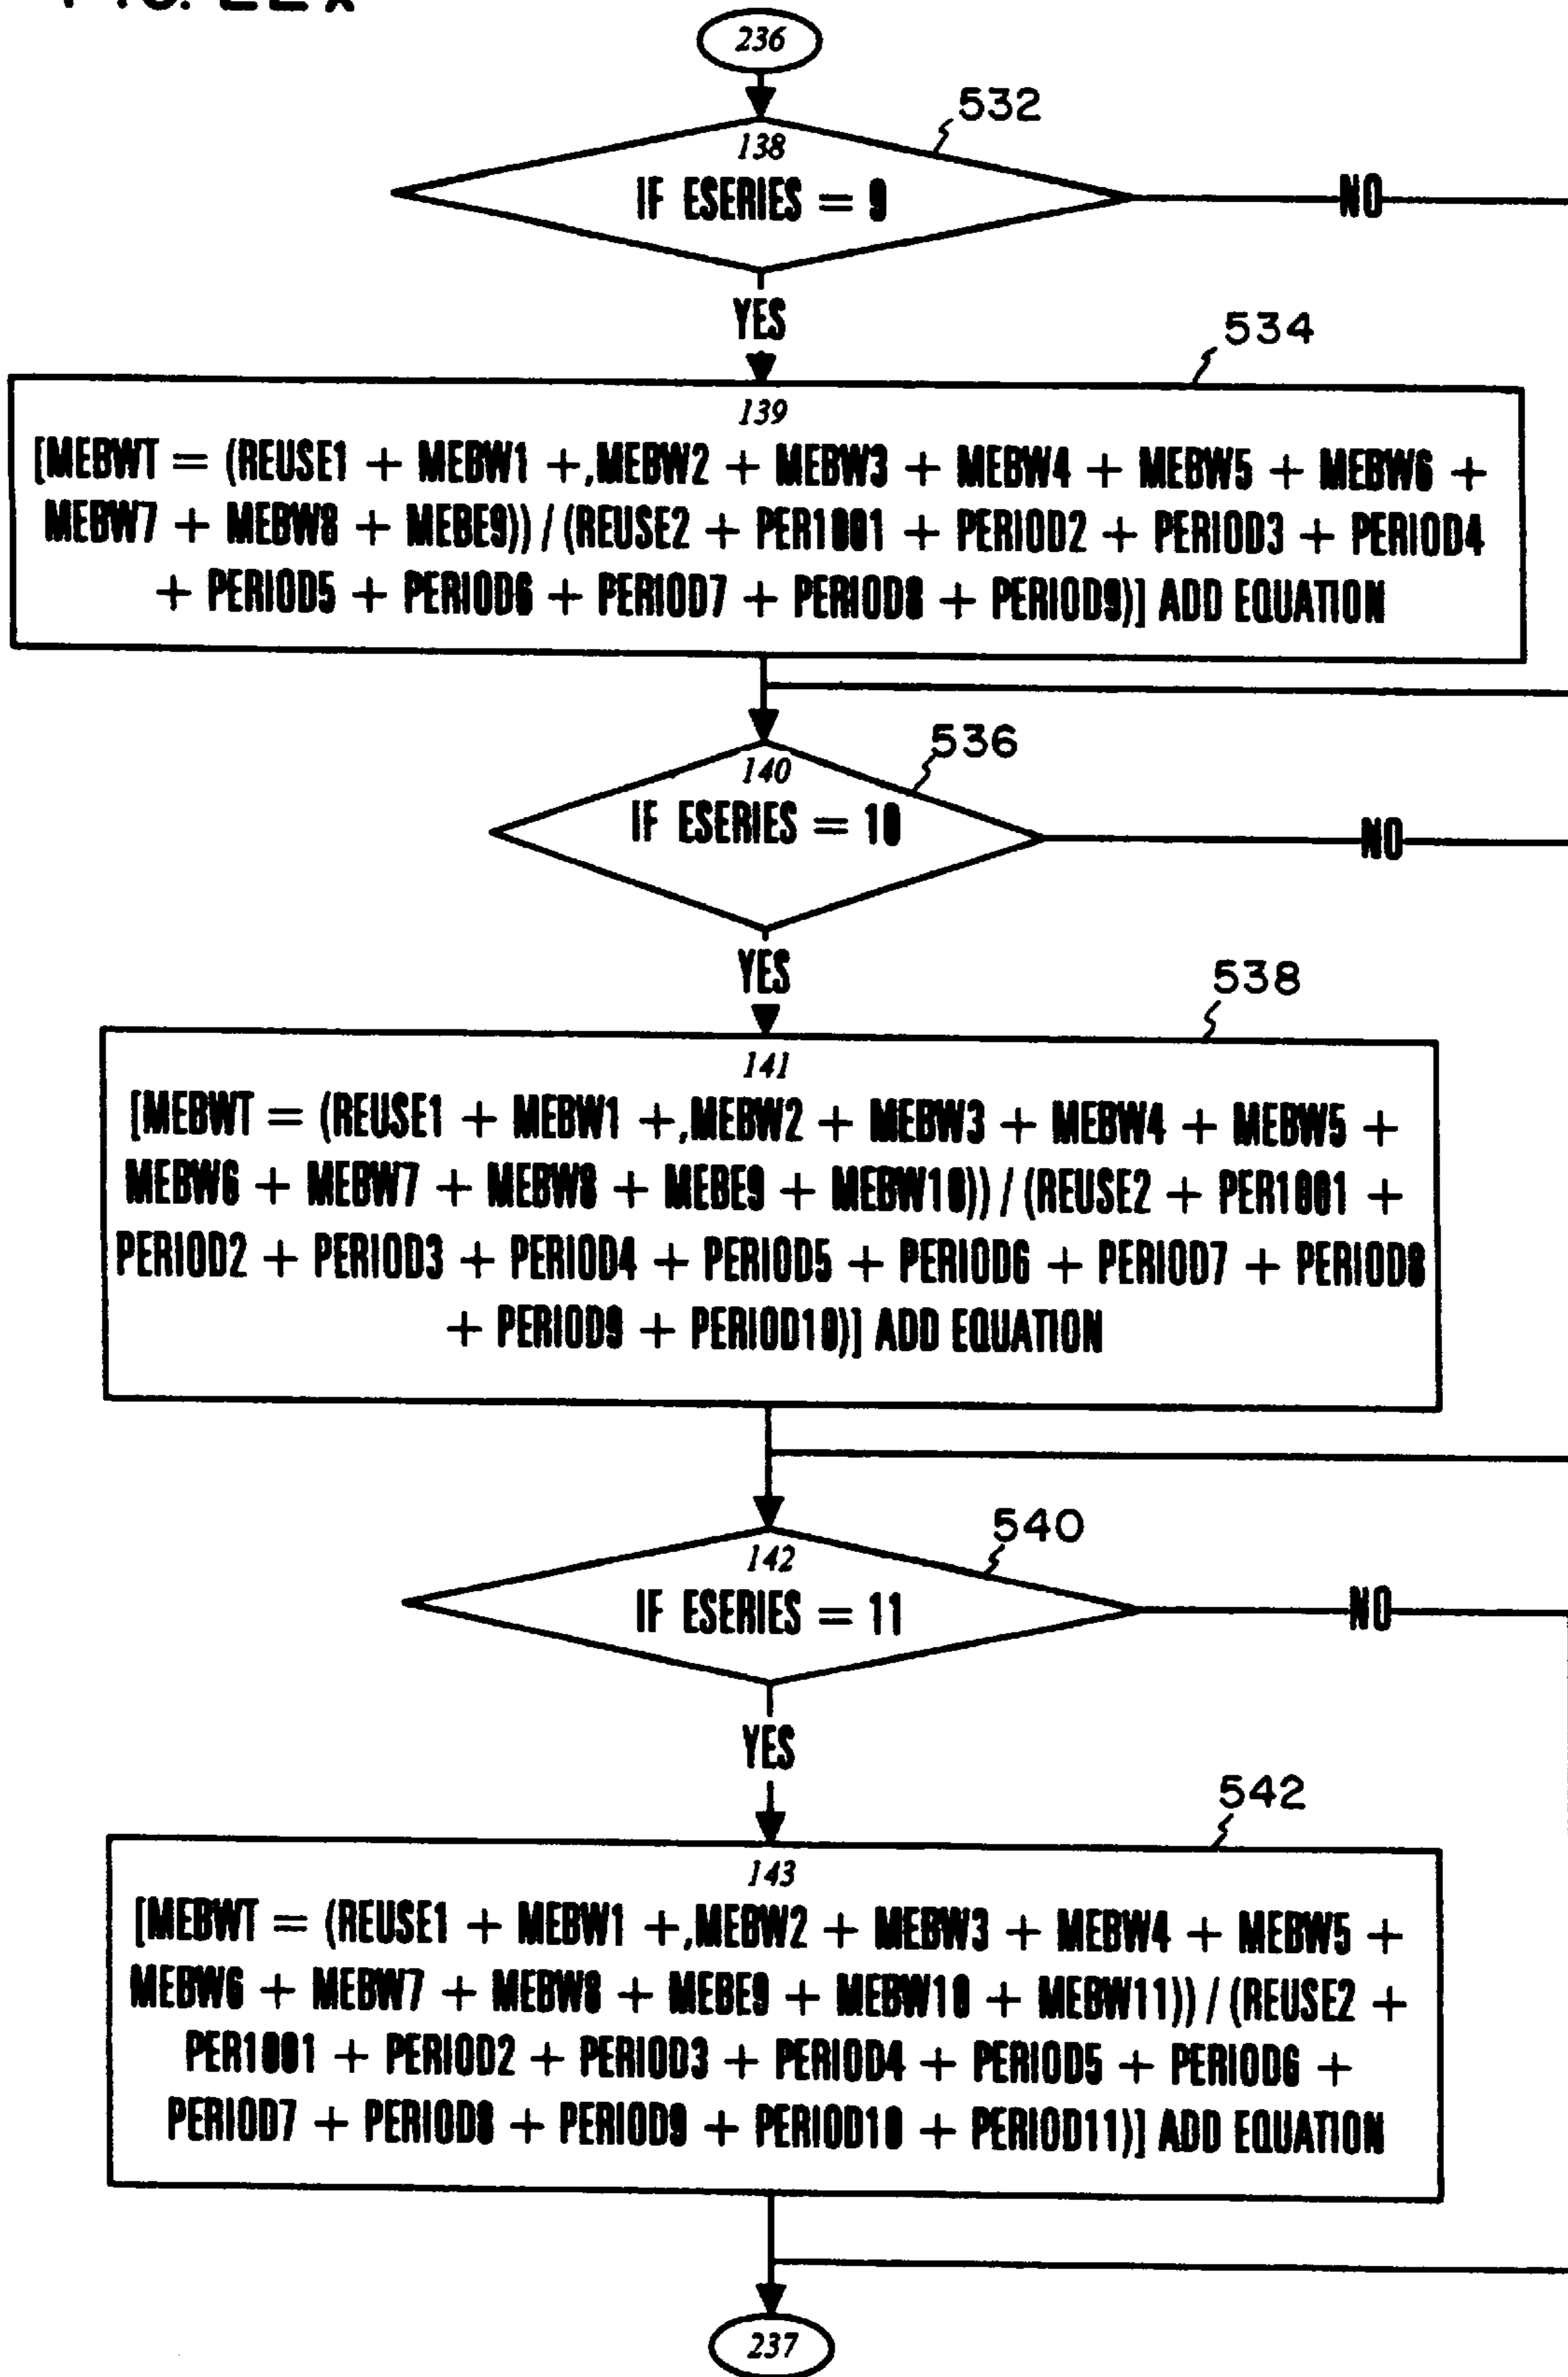 236
532
138
IF ESERIES = 9
NO
YES
534
139
[MEBWT = (REUSE1 + MEBW1 +,MEBW2 + MEBW3 + MEBW4 + MEBW5 + MEBW6 +
MEBW7 + MEBW8 + MEBE9)) / (REUSE2 + PER1001 + PERIOD2 + PERIOD3 + PERIOD4
+ PERIOD5 + PERIOD6 + PERIOD7 + PERIOD8 + PERIOD9)] ADD EQUATION
536
140
IF ESERIES = 10
NO
YES
538
141
[MEBWT = (REUSE1 + MEBW1 +,MEBW2 + MEBW3 + MEBW4 + MEBW5 +
MEBW6 + MEBW7 + MEBW8 + MEBE9 + MEBW10)) / (REUSE2 + PER1001 +
PERIOD2 + PERIOD3 + PERIOD4 + PERIOD5 + PERIOD6 + PERIOD7 + PERIOD8
+ PERIOD9 + PERIOD10)] ADD EQUATION
540
142
IF ESERIES = 11
NO
YES
542
143
[MEBWT = (REUSE1 + MEBW1 +,MEBW2 + MEBW3 + MEBW4 + MEBW5 +
MEBW6 + MEBW7 + MEBW8 + MEBE9 + MEBW10 + MEBW11)) / (REUSE2 +
PER1001 + PERIOD2 + PERIOD3 + PERIOD4 + PERIOD5 + PERIOD6 +
PERIOD7 + PERIOD8 + PERIOD9 + PERIOD10 + PERIOD11)] ADD EQUATION
237